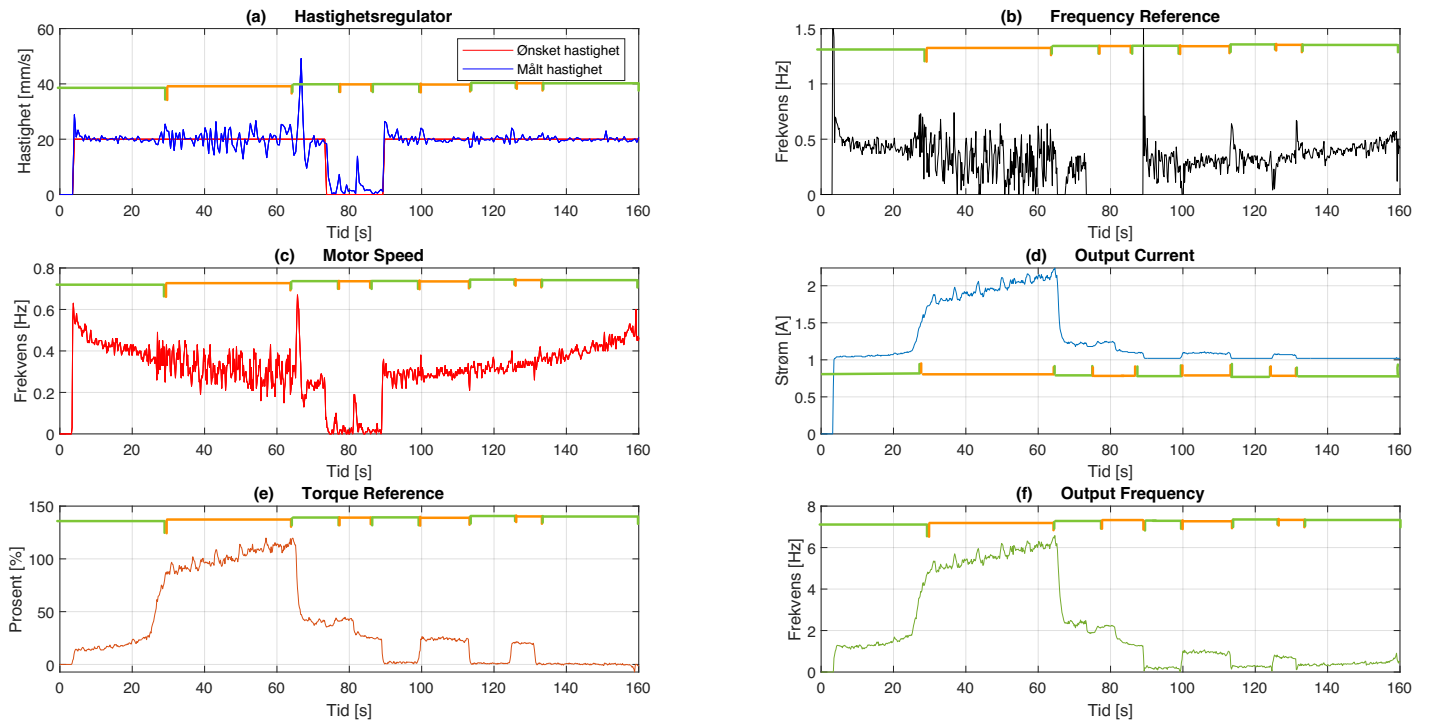 (a) Hastighetsregulator
Hastighet [mm/s]
60
40
20
0
Ønsket hastighet
Målt hastighet
0 20 40 60 80 100 120 140 160
Tid [s]
(b) Frequency Reference
Frekvens [Hz]
1.5
1
0.5
0
0 20 40 60 80 100 120 140 160
Tid [s]
(c) Motor Speed
Frekvens [Hz]
0.8
0.6
0.4
0.2
0
0 20 40 60 80 100 120 140 160
Tid [s]
(d) Output Current
Strøm [A]
2
1.5
1
0.5
0
0 20 40 60 80 100 120 140 160
Tid [s]
(e) Torque Reference
Prosent [%]
150
100
50
0
0 20 40 60 80 100 120 140 160
Tid [s]
(f) Output Frequency
Frekvens [Hz]
8
6
4
2
0
0 20 40 60 80 100 120 140 160
Tid [s]